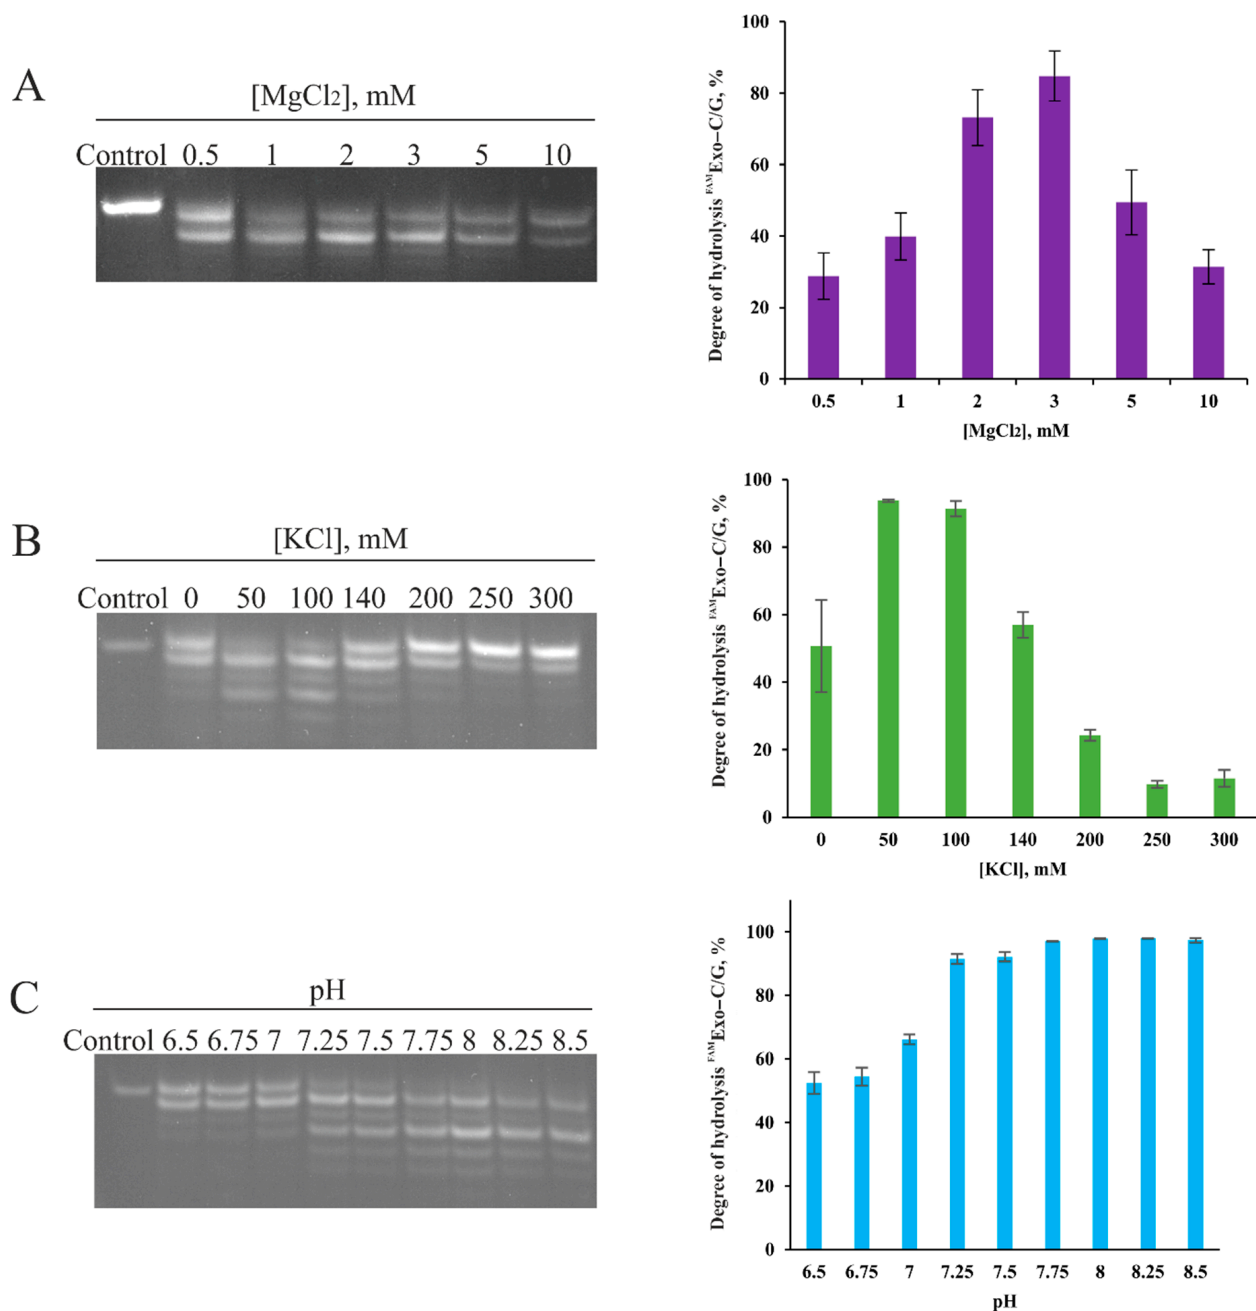 A
[MgCl2], mM
Control 0.5 1 2 3 5 10
Degree of hydrolysis FAMExo–C/G, %
100
80
60
40
20
0
0.5 1 2 3 5 10
[MgCl2], mM
B
[KCl], mM
Control 0 50 100 140 200 250 300
Degree of hydrolysis FAMExo–C/G, %
100
80
60
40
20
0
0 50 100 140 200 250 300
[KCl], mM
C
pH
Control 6.5 6.75 7 7.25 7.5 7.75 8 8.25 8.5
Degree of hydrolysis FAMExo–C/G, %
100
80
60
40
20
0
6.5 6.75 7 7.25 7.5 7.75 8 8.25 8.5
pH